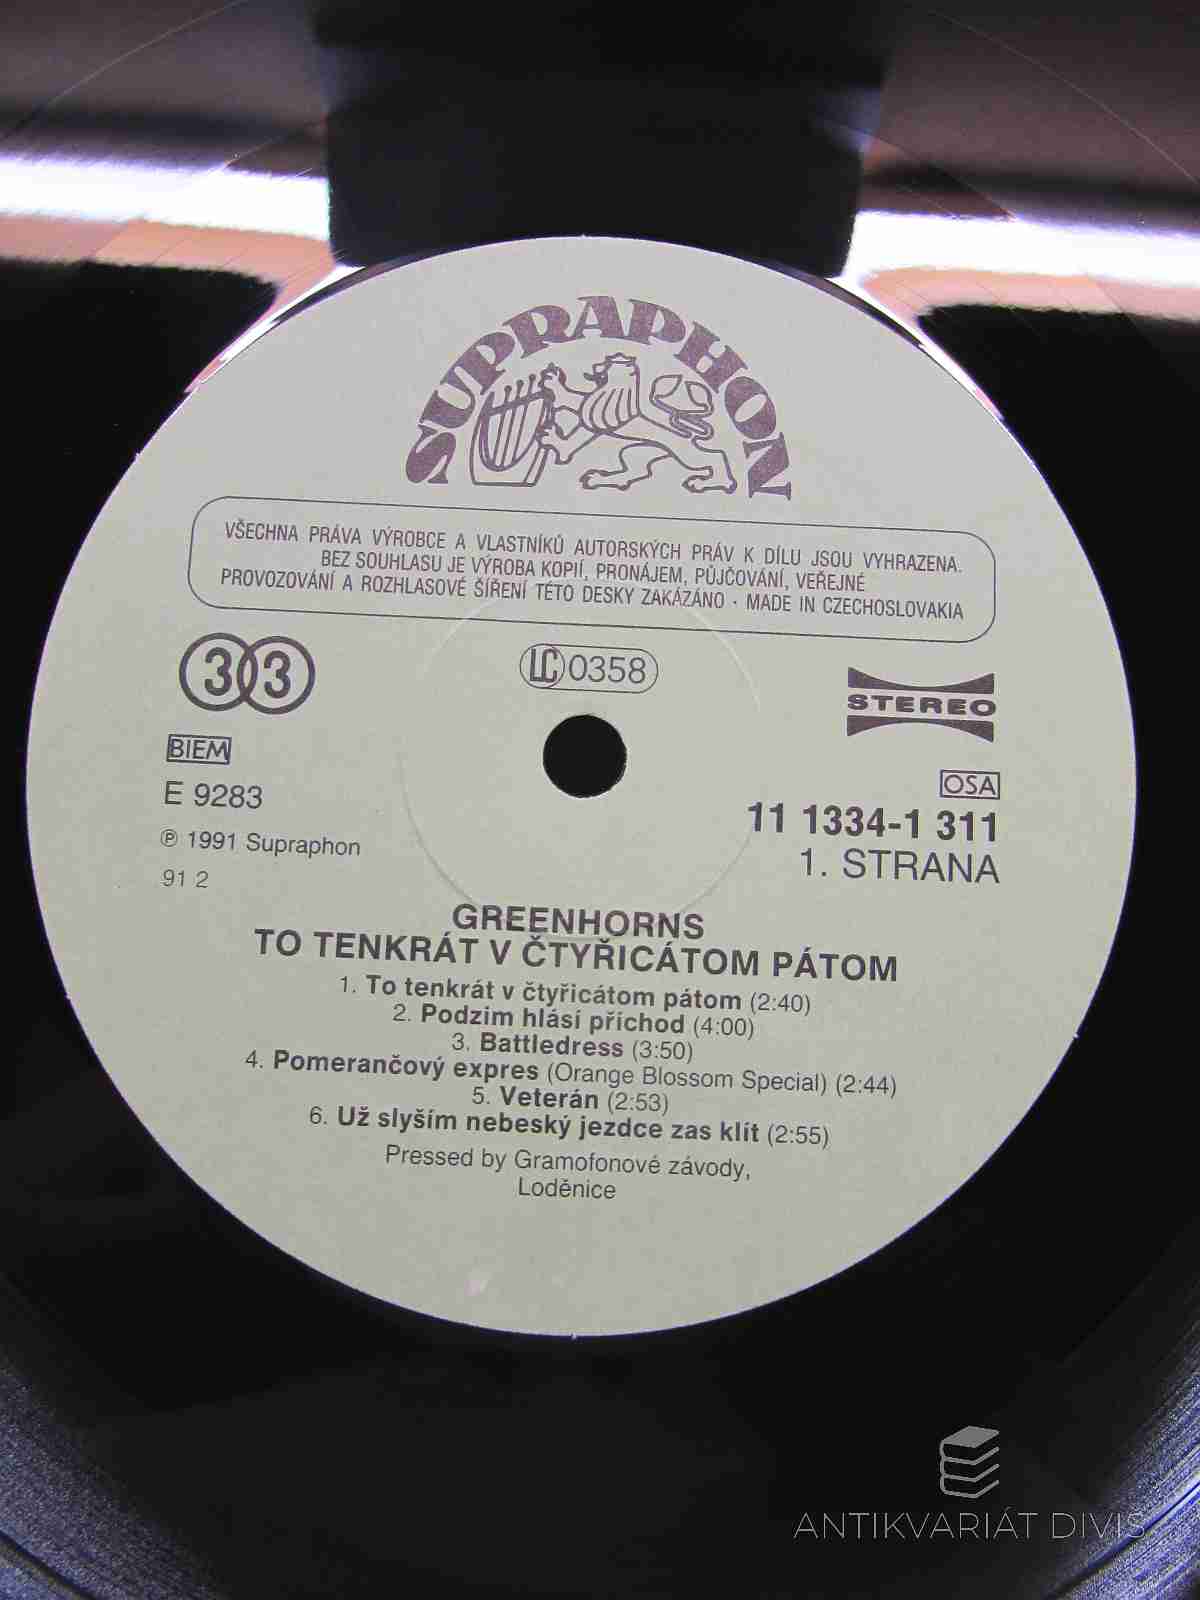 SUPRAPHON
VŠECHNA PRÁVA VÝROBCE A VLASTNÍKŮ AUTORSKÝCH PRÁV K DÍLU JSOU VYHRAZENA.
BEZ SOUHLASU JE VÝROBA KOPIÍ, PRONÁJEM, PŮJČOVÁNÍ, VEŘEJNÉ
PROVOZOVÁNÍ A ROZHLASOVÉ ŠÍŘENÍ TÉTO DESKY ZAKÁZÁNO · MADE IN CZECHOSLOVAKIA
33
LC 0358
STEREO
BIEM
E 9283
℗ 1991 Supraphon
91 2
OSA
11 1334-1 311
1. STRANA
GREENHORNS
TO TENKRÁT V ČTYŘICÁTOM PÁTOM
1. To tenkrát v čtyřicátom pátom (2:40)
2. Podzim hlásí příchod (4:00)
3. Battledress (3:50)
4. Pomerančový expres (Orange Blossom Special) (2:44)
5. Veterán (2:53)
6. Už slyším nebeský jezdce zas klít (2:55)
Pressed by Gramofonové závody,
Loděnice
ANTIKVARIÁT DIVIŠ